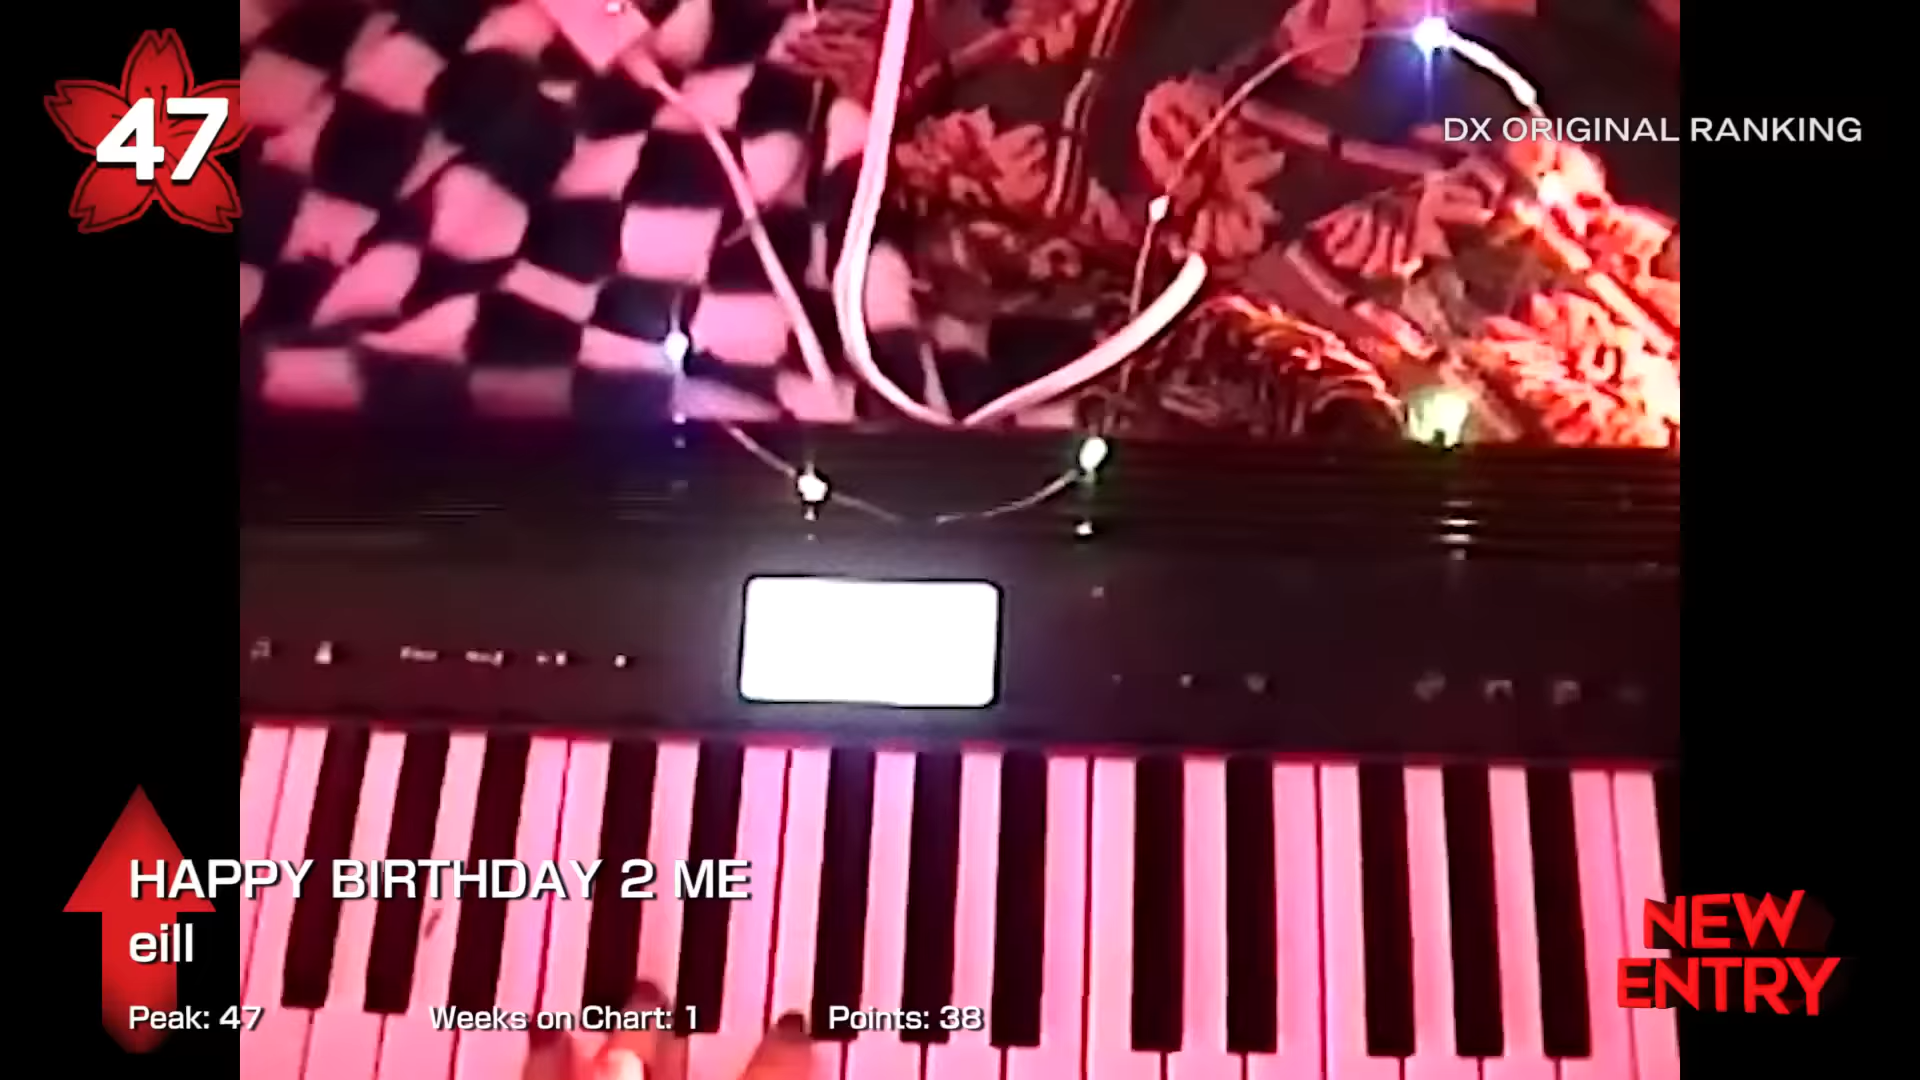 47
DX ORIGINAL RANKING
HAPPY BIRTHDAY 2 ME
eill
Peak: 47 Weeks on Chart: 1 Points: 38
NEW
ENTRY